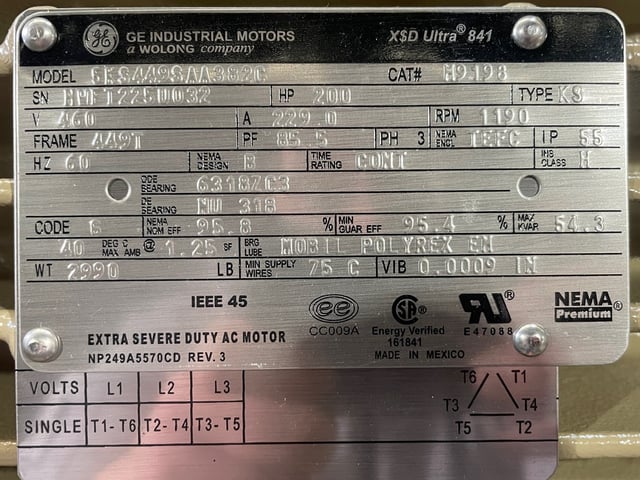 GE INDUSTRIAL MOTORS X$D Ultra® 841
a WOLONG company
MODEL CAT# M9198
SN HP 200 TYPE KS
V 460 A 229.0 RPM 1190
FRAME 449T PF 85.5 PH 3 NEMA ENCL TEFC IP 55
HZ 60 NEMA DESIGN B TIME RATING CONT INS CLASS H
ODE BEARING 6318ZC3
DE BEARING NU 318
CODE NEMA NOM EFF 95.8 % MIN GUAR EFF 95.4 % MAX KVAR 54.3
40 DEG C MAX AMB @ 1.25 SF BRG LUBE MOBIL POLYREX EM
WT 2990 LB MIN SUPPLY WIRES 75 C VIB 0.0009 IN
IEEE 45 ee SA ® RU ® NEMA Premium ®
CC009A Energy Verified E47088
161841
EXTRA SEVERE DUTY AC MOTOR
MADE IN MEXICO
NP249A5570CD REV. 3
VOLTS L1 L2 L3
SINGLE T1-T6 T2-T4 T3-T5
T6 T1
T3 T4
T5 T2